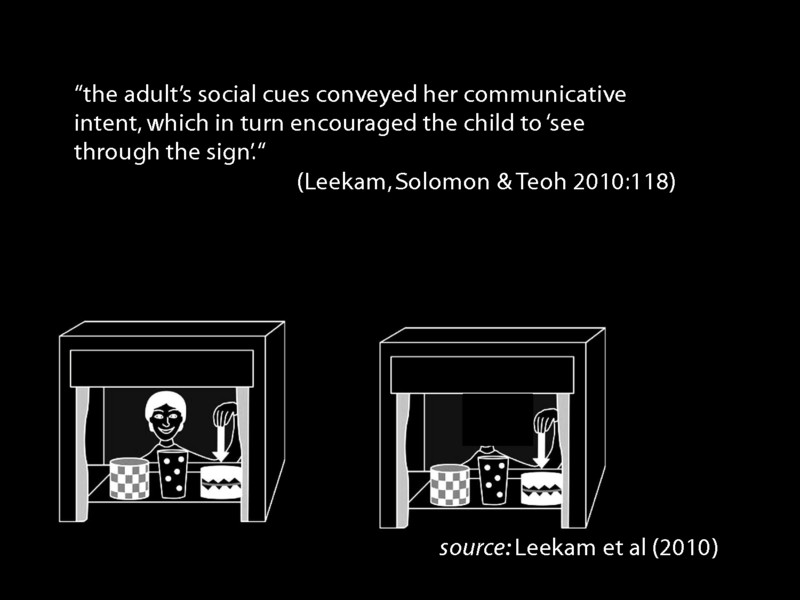 “the adult’s social cues conveyed her communicative
intent, which in turn encouraged the child to ‘see
through the sign’.“
(Leekam, Solomon & Teoh 2010:118)
source: Leekam et al (2010)